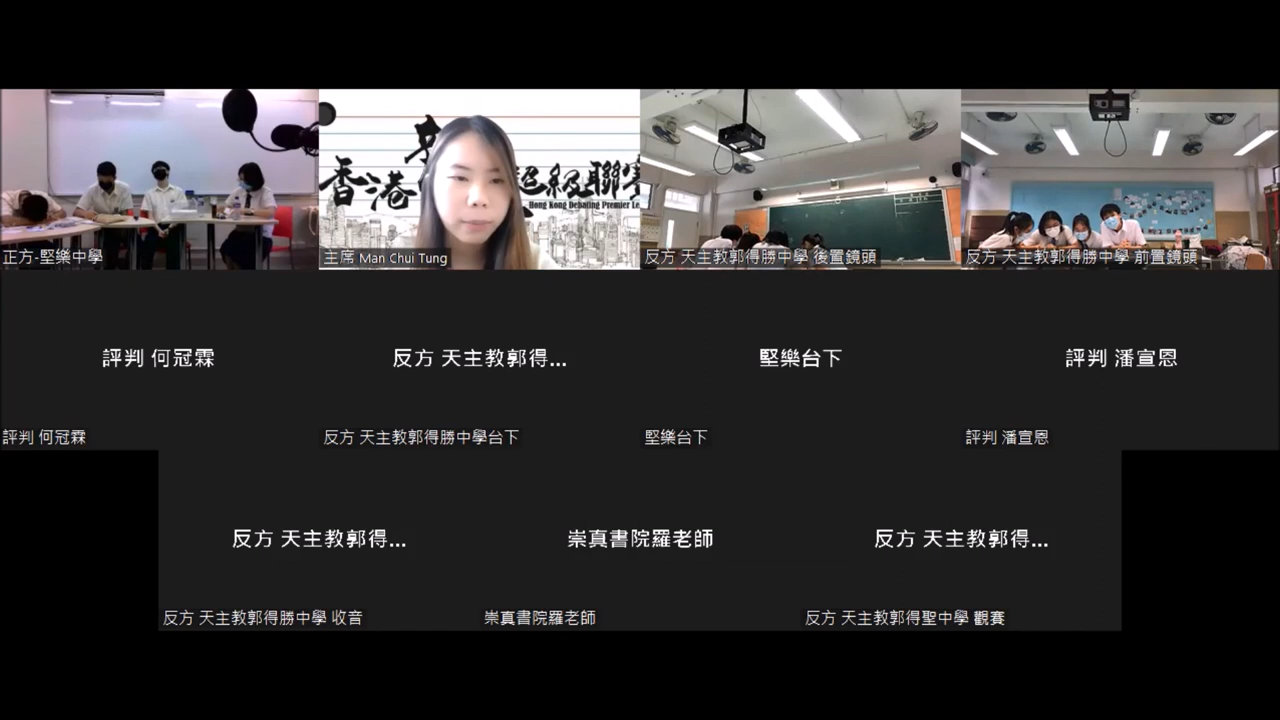 香港 超級聯賽
Hong Kong Debating Premier Le
正方-堅樂中學
主席 Man Chui Tung
反方 天主教郭得勝中學 後置鏡頭
反方 天主教郭得勝中學 前置鏡頭
評判 何冠霖
反方 天主教郭得...
堅樂台下
評判 潘宣恩
評判 何冠霖
反方 天主教郭得勝中學台下
堅樂台下
評判 潘宣恩
反方 天主教郭得...
崇真書院羅老師
反方 天主教郭得...
反方 天主教郭得勝中學 收音
崇真書院羅老師
反方 天主教郭得聖中學 觀賽